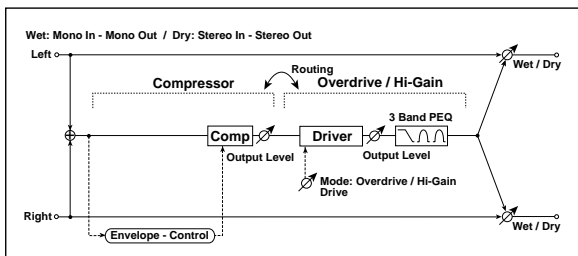 Wet: Mono In - Mono Out / Dry: Stereo In - Stereo Out
Left
Wet / Dry
Routing
Compressor
Overdrive / Hi-Gain
3 Band PEQ
Comp
Driver
Output Level
Output Level
Mode: Overdrive / Hi-Gain
Drive
Right
Wet / Dry
Envelope - Control